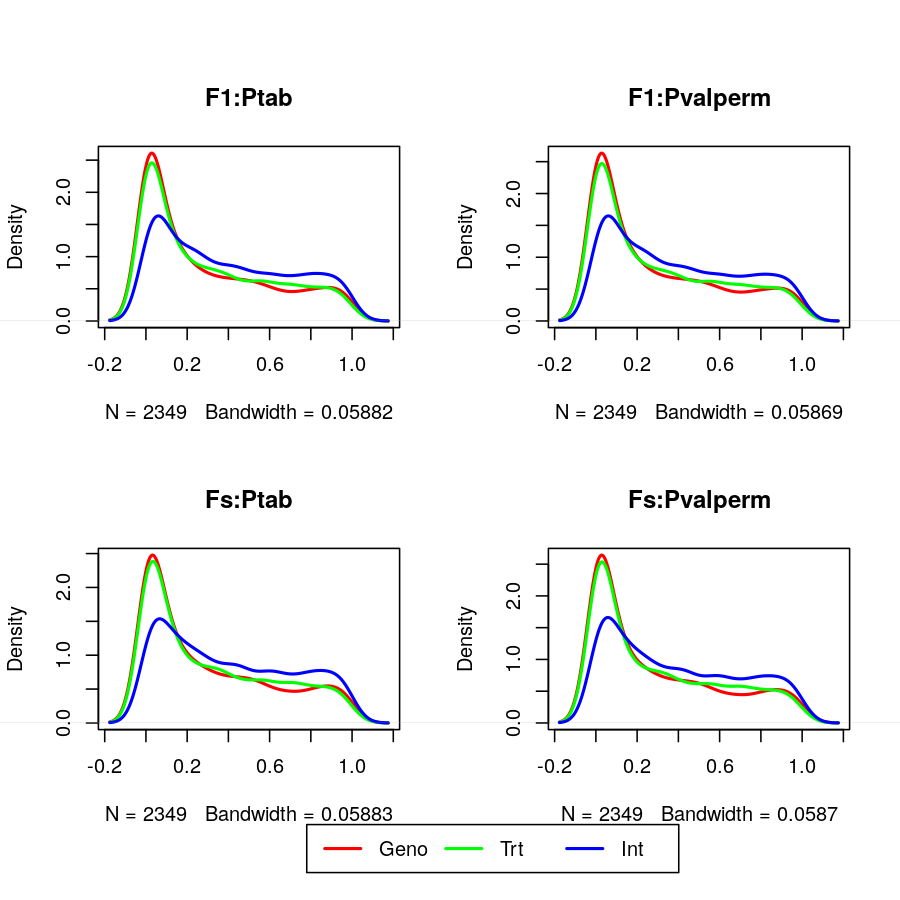 F1:Ptab
Density
0.0 1.0 2.0
-0.2 0.2 0.6 1.0
N = 2349 Bandwidth = 0.05882
F1:Pvalperm
Density
0.0 1.0 2.0
-0.2 0.2 0.6 1.0
N = 2349 Bandwidth = 0.05869
Fs:Ptab
Density
0.0 1.0 2.0
-0.2 0.2 0.6 1.0
N = 2349 Bandwidth = 0.05883
Fs:Pvalperm
Density
0.0 1.0 2.0
-0.2 0.2 0.6 1.0
N = 2349 Bandwidth = 0.0587
Geno Trt Int